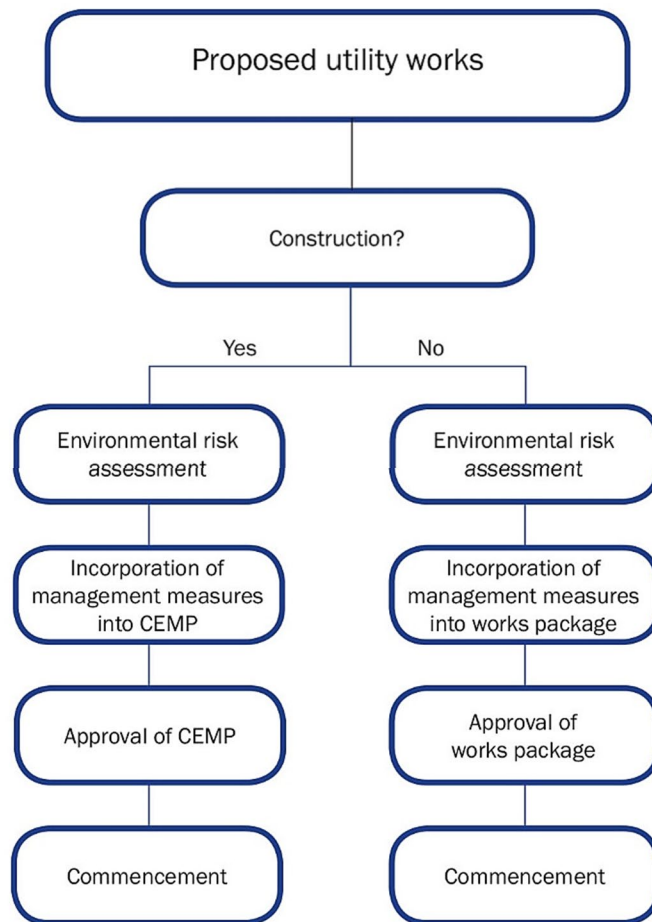 Proposed utility works
Construction?
Yes
No
Environmental risk
assessment
Incorporation of
management measures
into CEMP
Approval of CEMP
Commencement
Environmental risk
assessment
Incorporation of
management measures
into works package
Approval of
works package
Commencement